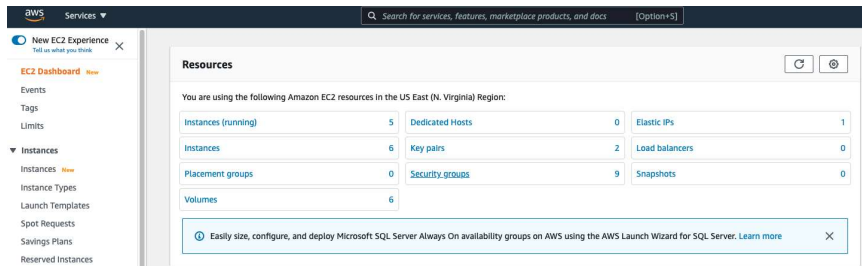 aws Services ▼ Search for services, features, marketplace products, and docs [Option+S]
New EC2 Experience
Tell us what you think
EC2 Dashboard New
Events
Tags
Limits
Instances
Instances New
Instance Types
Launch Templates
Spot Requests
Savings Plans
Reserved Instances
Resources
You are using the following Amazon EC2 resources in the US East (N. Virginia) Region:
Instances (running) 5 Dedicated Hosts 0 Elastic IPs 1
Instances 6 Key pairs 2 Load balancers 0
Placement groups 0 Security groups 9 Snapshots 0
Volumes 6
Easily size, configure, and deploy Microsoft SQL Server Always On availability groups on AWS using the AWS Launch Wizard for SQL Server. Learn more